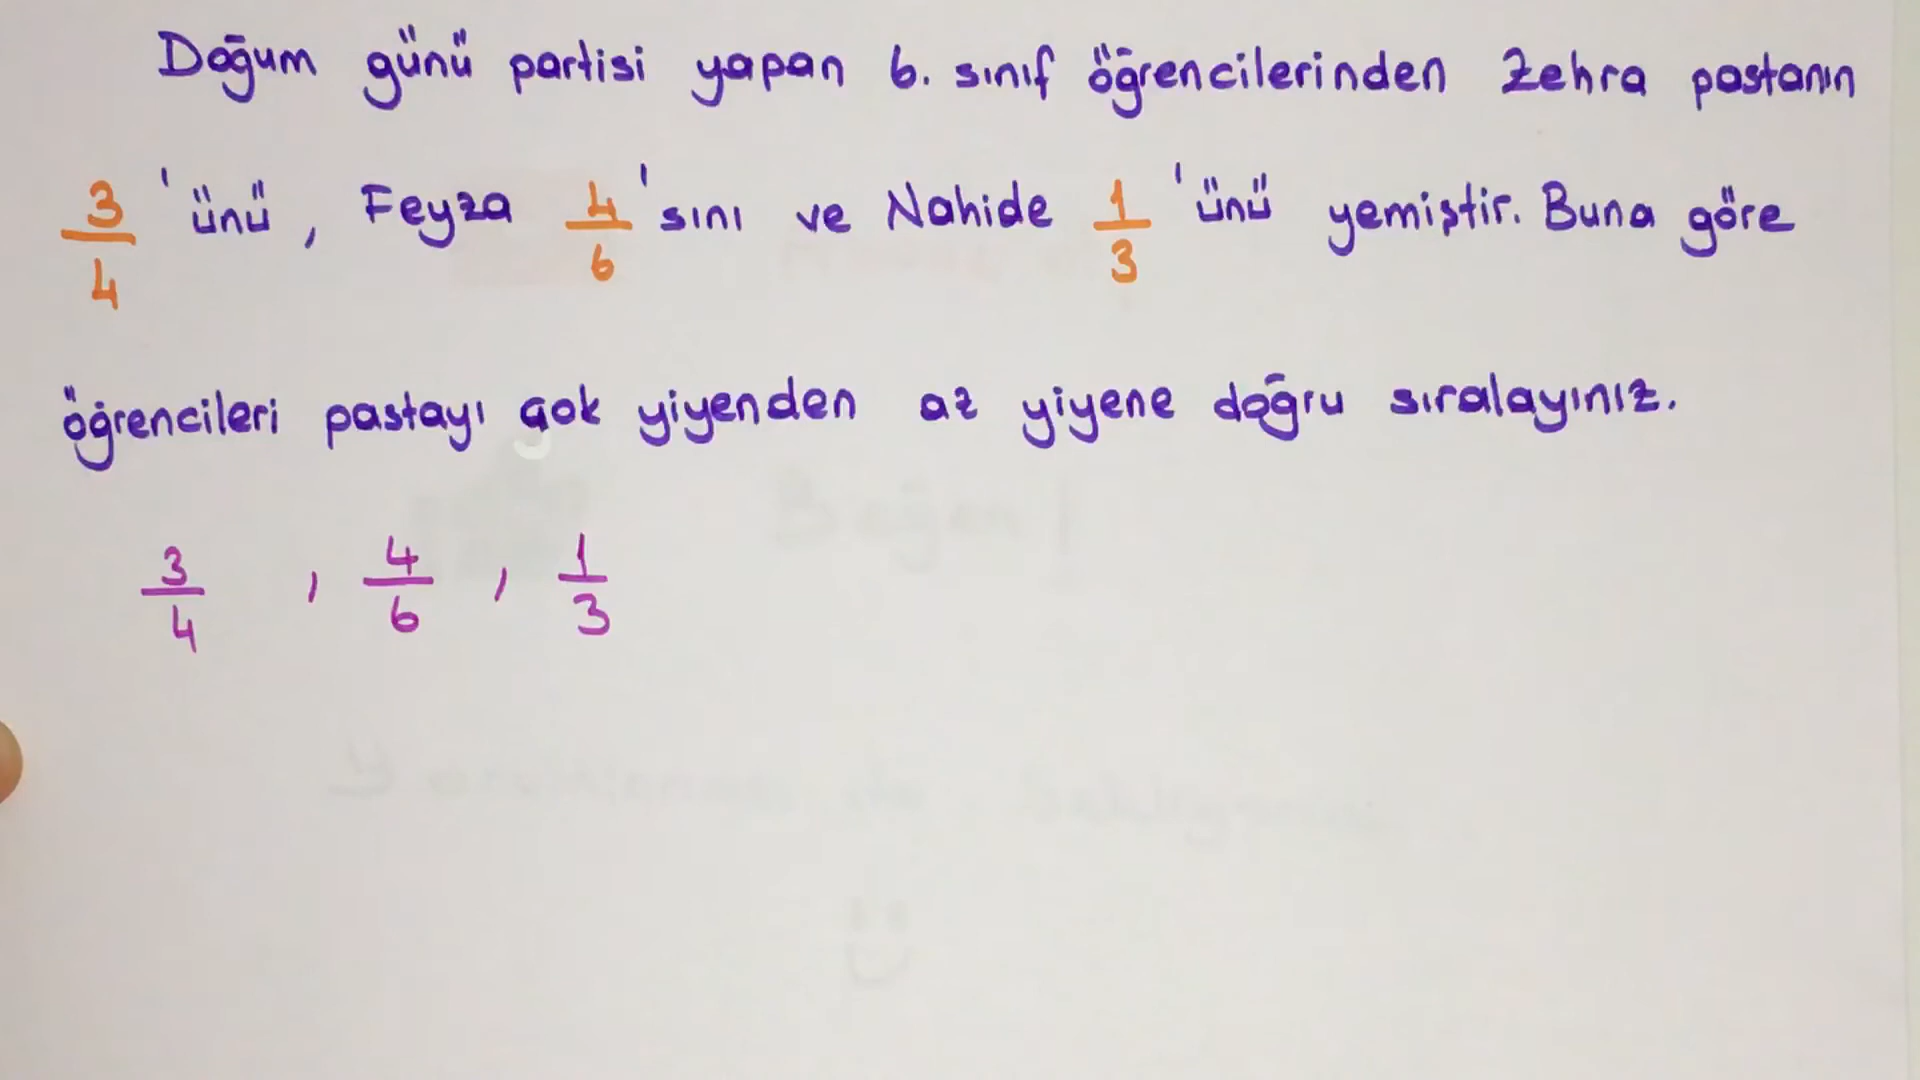 Doğum günü partisi yapan 6. sınıf öğrencilerinden Zehra pastanın
3/4 'ünü, Feyza 4/6 'sını ve Nahide 1/3 'ünü yemiştir. Buna göre
öğrencileri pastayı çok yiyenden az yiyene doğru sıralayınız.
3/4 , 4/6 , 1/3